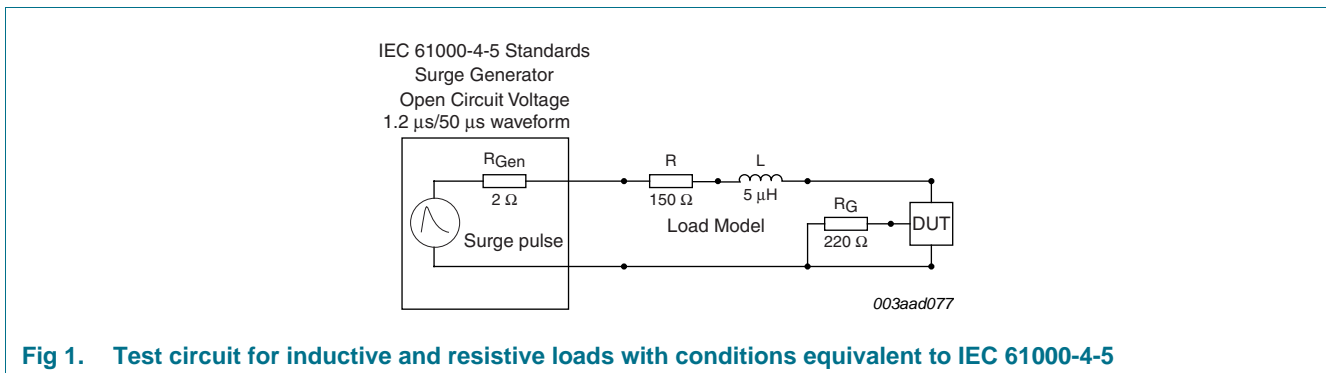 IEC 61000-4-5 Standards
Surge Generator
Open Circuit Voltage
1.2 μs/50 μs waveform
RGen
2 Ω
Surge pulse
R
150 Ω
L
5 μH
Load Model
RG
220 Ω
DUT
003aad077
Fig 1. Test circuit for inductive and resistive loads with conditions equivalent to IEC 61000-4-5